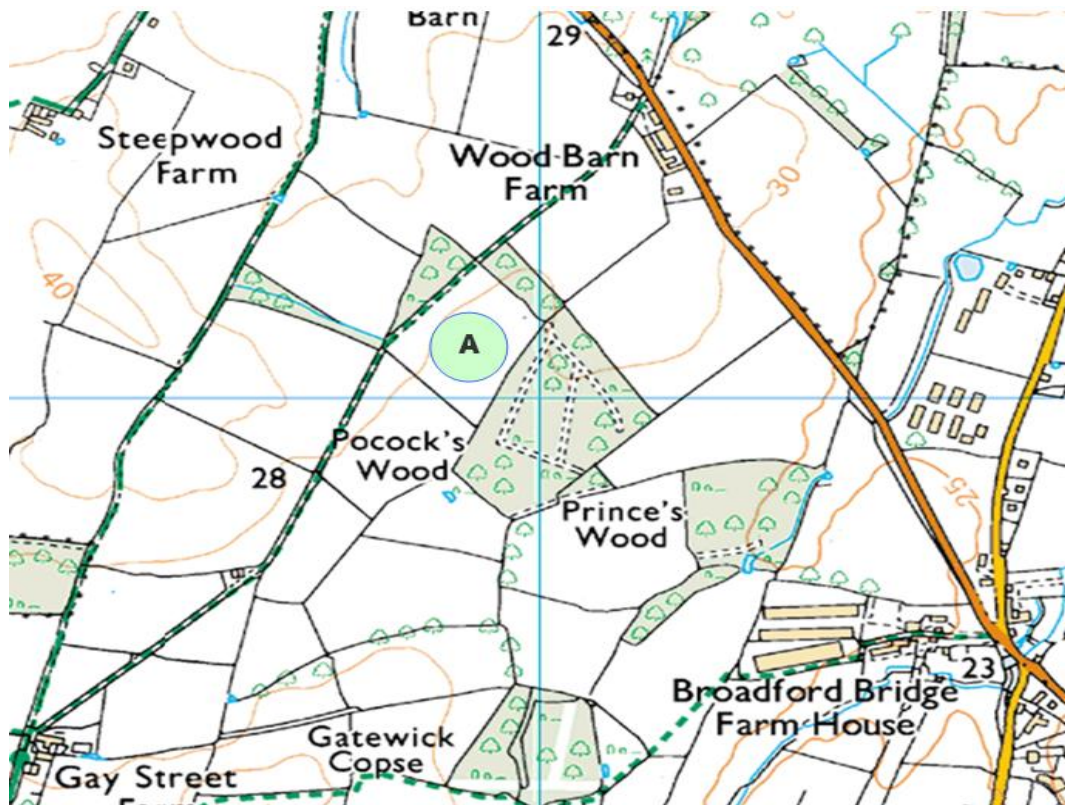 Barn
29
Steepwood
Farm
Wood Barn
Farm
30
40
A
Pocock's
Wood
28
Prince's
Wood
25
23
Broadford Bridge
Farm House
Gatewick
Copse
Gay Street
Farm